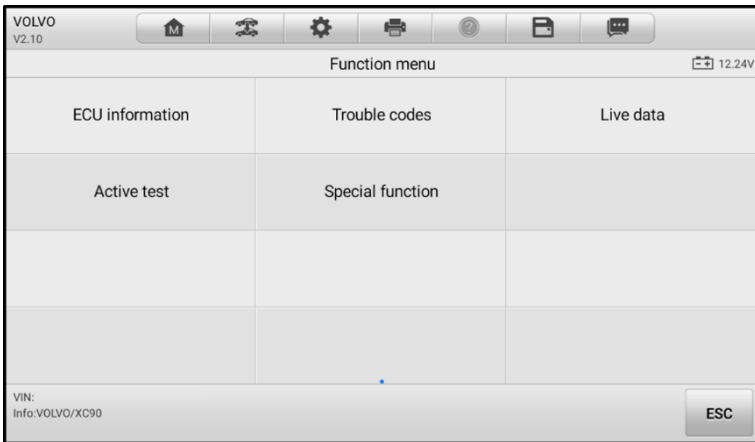 VOLVO
V2.10
M
?
Function menu
12.24V
ECU information
Trouble codes
Live data
Active test
Special function
VIN:
Info:VOLVO/XC90
ESC